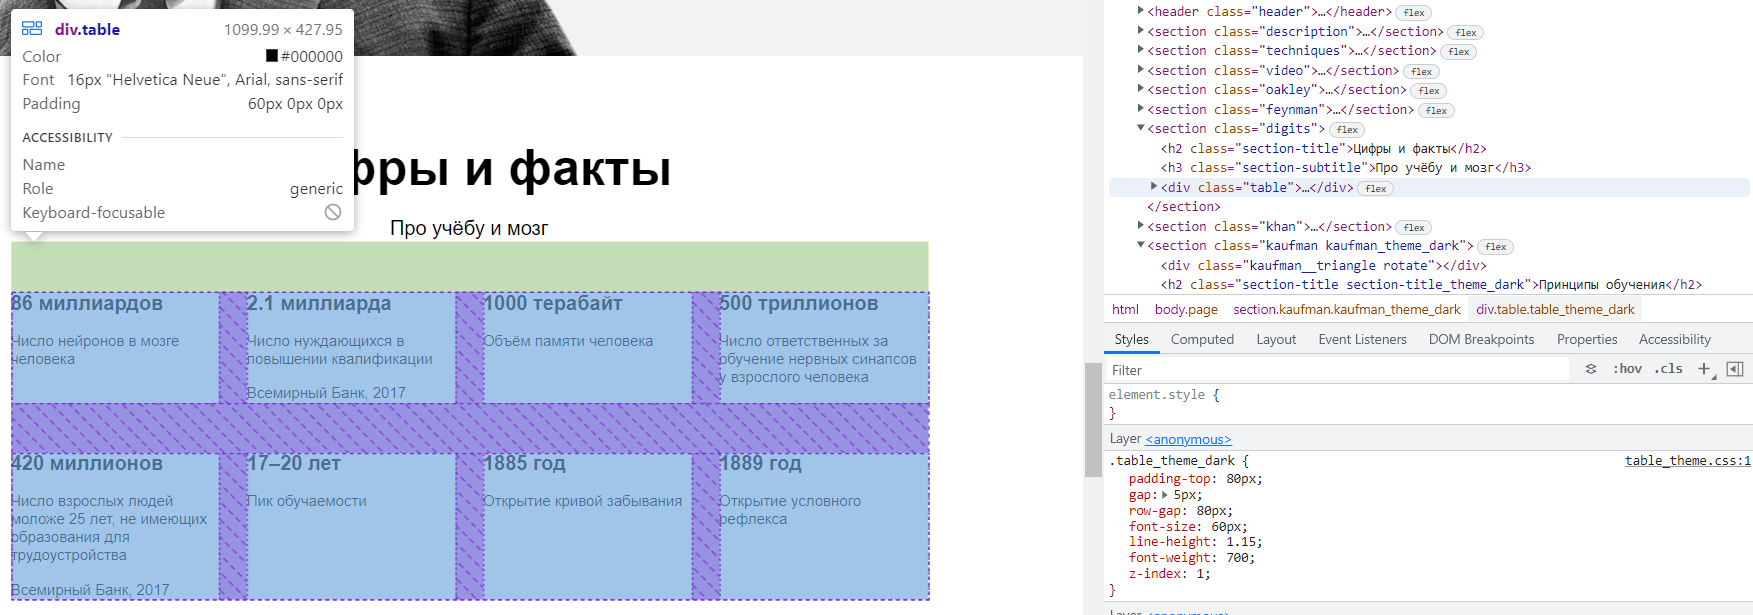 div.table 1099.99 × 427.95
Color #000000
Font 16px "Helvetica Neue", Arial, sans-serif
Padding 60px 0px 0px
ACCESSIBILITY
Name
Role generic
Keyboard-focusable
фры и факты
Про учёбу и мозг
86 миллиардов 2.1 миллиарда 1000 терабайт 500 триллионов
Число нейронов в мозге человека
Число нуждающихся в повышении квалификации
Всемирный Банк, 2017
Объём памяти человека
Число ответственных за обучение нервных синапсов у взрослого человека
420 миллионов 17–20 лет 1885 год 1889 год
Число взрослых людей моложе 25 лет, не имеющих образования для трудоустройства
Всемирный Банк, 2017
Пик обучаемости
Открытие кривой забывания
Открытие условного рефлекса
<header class="header">…</header> flex
<section class="description">…</section> flex
<section class="techniques">…</section> flex
<section class="video">…</section> flex
<section class="oakley">…</section> flex
<section class="feynman">…</section> flex
<section class="digits"> flex
<h2 class="section-title">Цифры и факты</h2>
<h3 class="section-subtitle">Про учёбу и мозг</h3>
<div class="table">…</div> flex
</section>
<section class="khan">…</section> flex
<section class="kaufman kaufman_theme_dark"> flex
<div class="kaufman__triangle rotate"></div>
<h2 class="section-title section-title_theme_dark">Принципы обучения</h2>
html body.page section.kaufman.kaufman_theme_dark div.table.table_theme_dark
Styles Computed Layout Event Listeners DOM Breakpoints Properties Accessibility
Filter :hov .cls +
element.style {
}
Layer <anonymous>
.table_theme_dark { table_theme.css:1
padding-top: 80px;
gap: 5px;
row-gap: 80px;
font-size: 60px;
line-height: 1.15;
font-weight: 700;
z-index: 1;
}
Layer <anonymous>